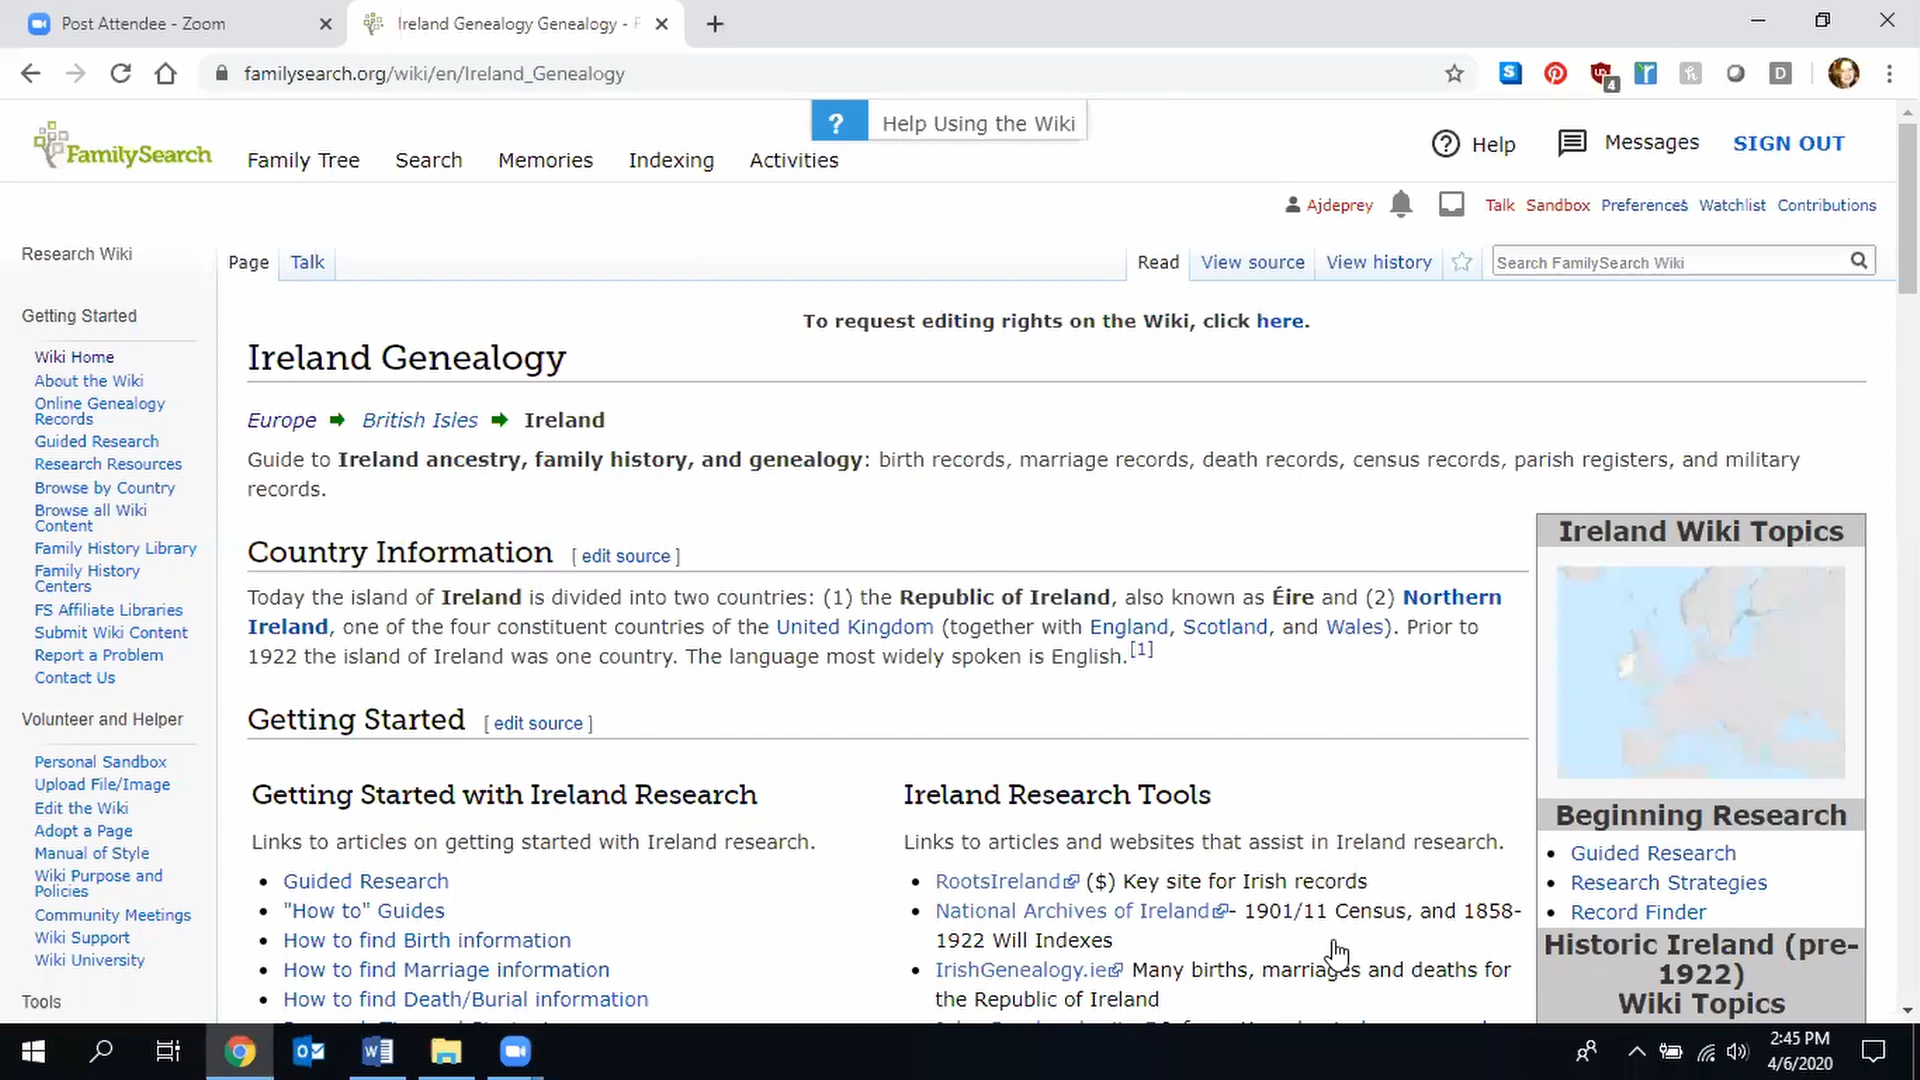 Post Attendee - Zoom
Ireland Genealogy Genealogy - F
familysearch.org/wiki/en/Ireland_Genealogy
4
? Help Using the Wiki
FamilySearch
Family Tree Search Memories Indexing Activities
Help Messages SIGN OUT
Ajdeprey Talk Sandbox Preferences Watchlist Contributions
Research Wiki
Page Talk Read View source View history Search FamilySearch Wiki
Getting Started
Wiki Home
About the Wiki
Online Genealogy
Records
Guided Research
Research Resources
Browse by Country
Browse all Wiki
Content
Family History Library
Family History
Centers
FS Affiliate Libraries
Submit Wiki Content
Report a Problem
Contact Us
Volunteer and Helper
Personal Sandbox
Upload File/Image
Edit the Wiki
Adopt a Page
Manual of Style
Wiki Purpose and
Policies
Community Meetings
Wiki Support
Wiki University
Tools
To request editing rights on the Wiki, click here.
Ireland Genealogy
Europe British Isles Ireland
Guide to Ireland ancestry, family history, and genealogy: birth records, marriage records, death records, census records, parish registers, and military
records.
Country Information [ edit source ]
Today the island of Ireland is divided into two countries: (1) the Republic of Ireland, also known as Éire and (2) Northern
Ireland, one of the four constituent countries of the United Kingdom (together with England, Scotland, and Wales). Prior to
1922 the island of Ireland was one country. The language most widely spoken is English.[1]
Getting Started [ edit source ]
Getting Started with Ireland Research
Links to articles on getting started with Ireland research.
Guided Research
"How to" Guides
How to find Birth information
How to find Marriage information
How to find Death/Burial information
Ireland Research Tools
Links to articles and websites that assist in Ireland research.
RootsIreland ($) Key site for Irish records
National Archives of Ireland - 1901/11 Census, and 1858-
1922 Will Indexes
IrishGenealogy.ie Many births, marriages and deaths for
the Republic of Ireland
Ireland Wiki Topics
Beginning Research
Guided Research
Research Strategies
Record Finder
Historic Ireland (pre-
1922)
Wiki Topics
2:45 PM
4/6/2020